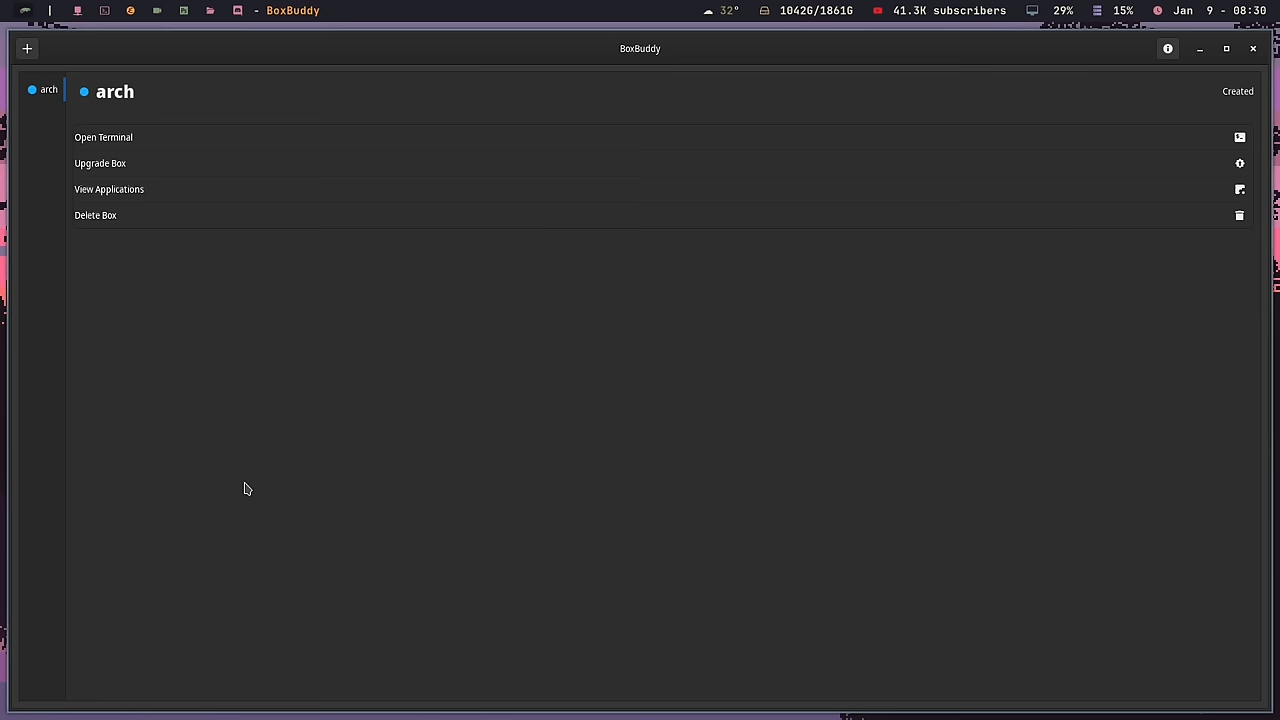 | - BoxBuddy 32° 1042G/1861G 41.3K subscribers 29% 15% Jan 9 - 08:30
BoxBuddy
arch
arch
Created
Open Terminal
Upgrade Box
View Applications
Delete Box